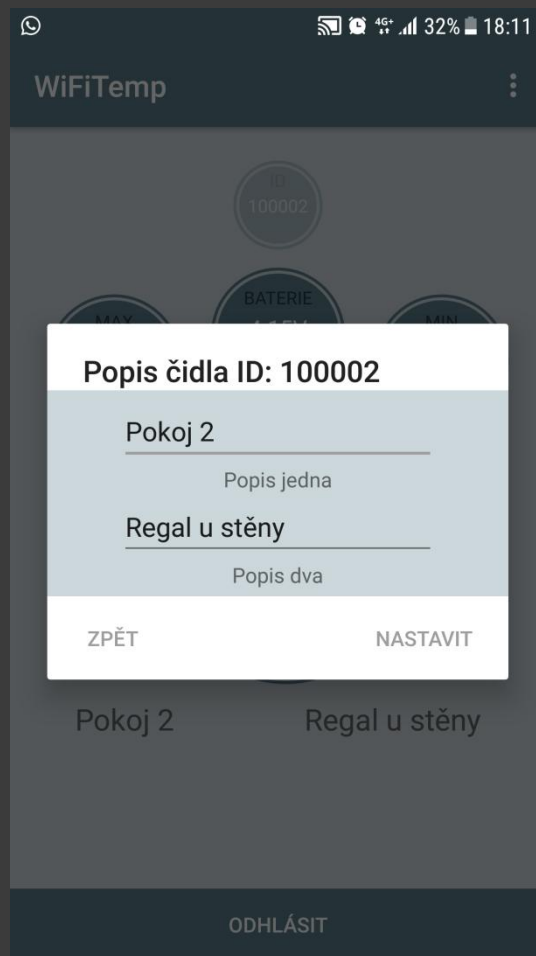 4G+ 32% 18:11
WiFiTemp
ID
100002
BATERIE
MAX MIN
Popis čidla ID: 100002
Pokoj 2
Popis jedna
Regal u stěny
Popis dva
ZPĚT NASTAVIT
Pokoj 2 Regal u stěny
ODHLÁSIT